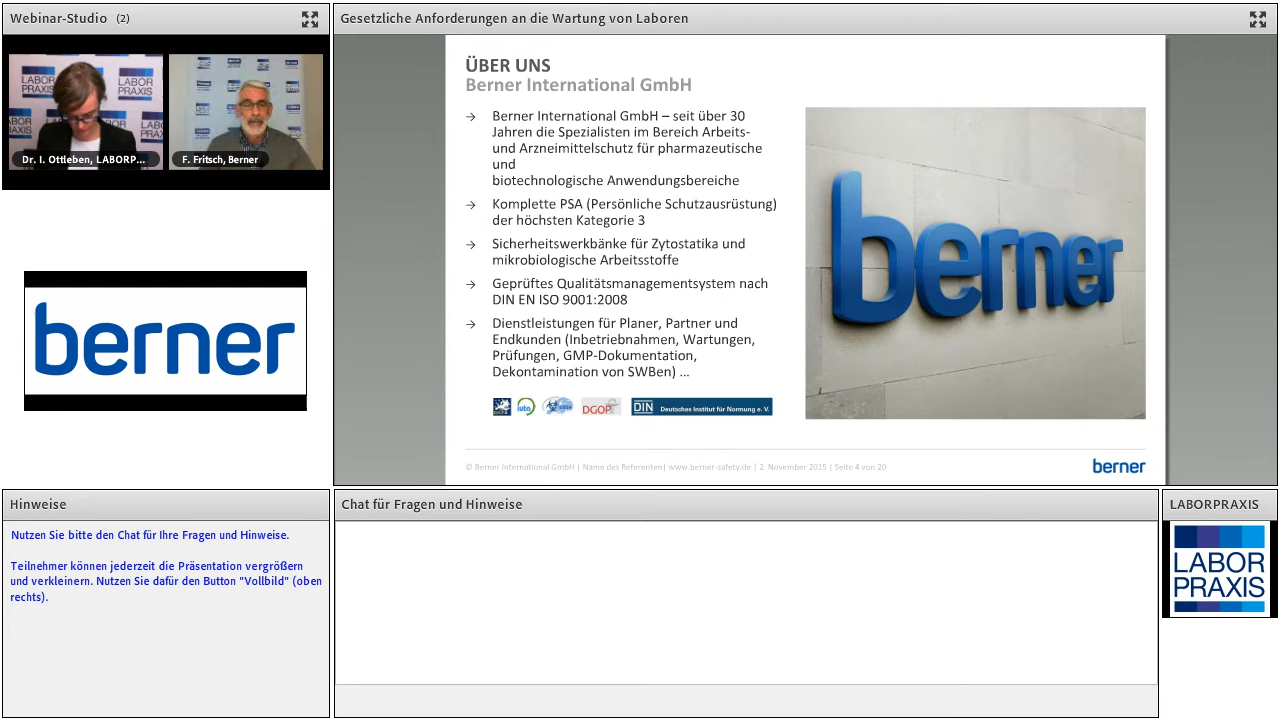 Webinar-Studio (2)
LABOR
PRAXIS
Dr. I. Ottleben, LABORP...
F. Fritsch, Berner
berner
Gesetzliche Anforderungen an die Wartung von Laboren
ÜBER UNS
Berner International GmbH
→ Berner International GmbH – seit über 30
Jahren die Spezialisten im Bereich Arbeits-
und Arzneimittelschutz für pharmazeutische
und
biotechnologische Anwendungsbereiche
→ Komplette PSA (Persönliche Schutzausrüstung)
der höchsten Kategorie 3
→ Sicherheitswerkbänke für Zytostatika und
mikrobiologische Arbeitsstoffe
→ Geprüftes Qualitätsmanagementsystem nach
DIN EN ISO 9001:2008
→ Dienstleistungen für Planer, Partner und
Endkunden (Inbetriebnahmen, Wartungen,
Prüfungen, GMP-Dokumentation,
Dekontamination von SWBen) ...
iuta
DGOP
DIN Deutsches Institut für Normung e. V.
berner
© Berner International GmbH | Name des Referenten| www.berner-safety.de | 2. November 2015 | Seite 4 von 20
berner
Hinweise
Nutzen Sie bitte den Chat für Ihre Fragen und Hinweise.
Teilnehmer können jederzeit die Präsentation vergrößern
und verkleinern. Nutzen Sie dafür den Button "Vollbild" (oben
rechts).
Chat für Fragen und Hinweise
LABORPRAXIS
LABOR
PRAXIS